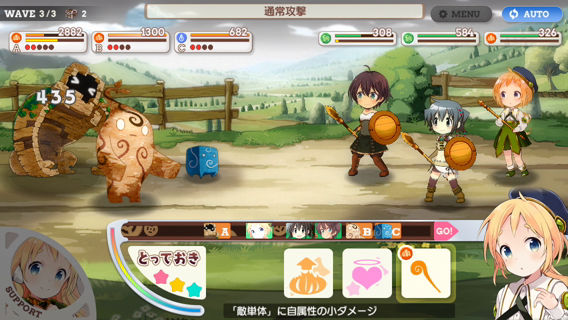 WAVE 3/3 2
通常攻撃
MENU
AUTO
2882
A
1300
B
682
C
308
584
326
435
A B C GO!
とっておき
SUPPORT
「敵単体」に自属性の小ダメージ